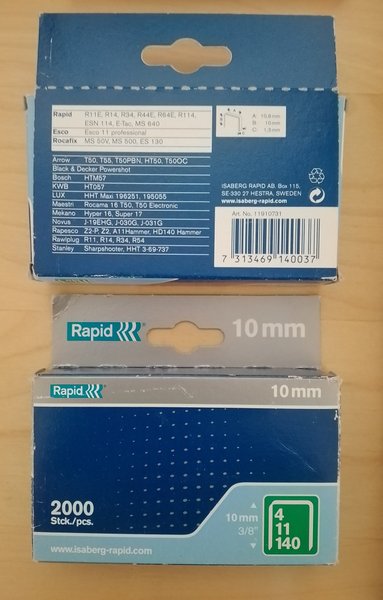 Rapid R11E, R14, R34, R44E, R64E, R114,
ESN 114, E-Tac, MS 640
Esco Esco 11 professional
Rocafix MS 50V, MS 500, ES 130
A: 10,6mm
B: 10mm
C: 1,3mm
Arrow T50, T55, T50PBN, HT50, T50OC
Black & Decker Powershot
Bosch HTM57
KWB HT057
LUX HHT Maxi 196251, 195055
Maestri Rocama 16 T50, T50 Electronic
Mekano Hyper 16, Super 17
Novus J-19EHG, J-030G, J-031G
Rapesco Z2-P, Z2, A11Hammer, HD140 Hammer
Rawlplug R11, R14, R34, R54
Stanley Sharpshooter, HHT 3-69-737
ISABERG RAPID AB, Box 115,
SE-330 27 HESTRA, SWEDEN
www.isaberg-rapid.com
Art. No. 11910731
7 313469 140037
Rapid
10 mm
Rapid
10 mm
2000
Stck./pcs.
10 mm
3/8"
4
11
140
www.isaberg-rapid.com